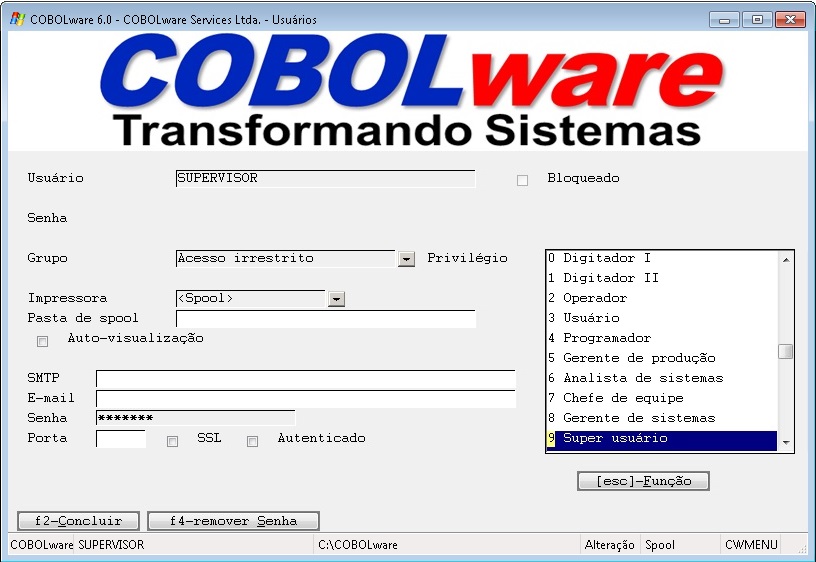 COBOLware 6.0 - COBOLware Services Ltda. - Usuários
COBOLware
Transformando Sistemas
Usuário SUPERVISOR Bloqueado
Senha
Grupo Acesso irrestrito Privilégio
Impressora <Spool>
Pasta de spool
Auto-visualização
SMTP
E-mail
Senha *******
Porta SSL Autenticado
0 Digitador I
1 Digitador II
2 Operador
3 Usuário
4 Programador
5 Gerente de produção
6 Analista de sistemas
7 Chefe de equipe
8 Gerente de sistemas
9 Super usuário
[esc]-Função
f2-Concluir f4-remover Senha
COBOLware SUPERVISOR C:\COBOLware Alteração Spool CWMENU